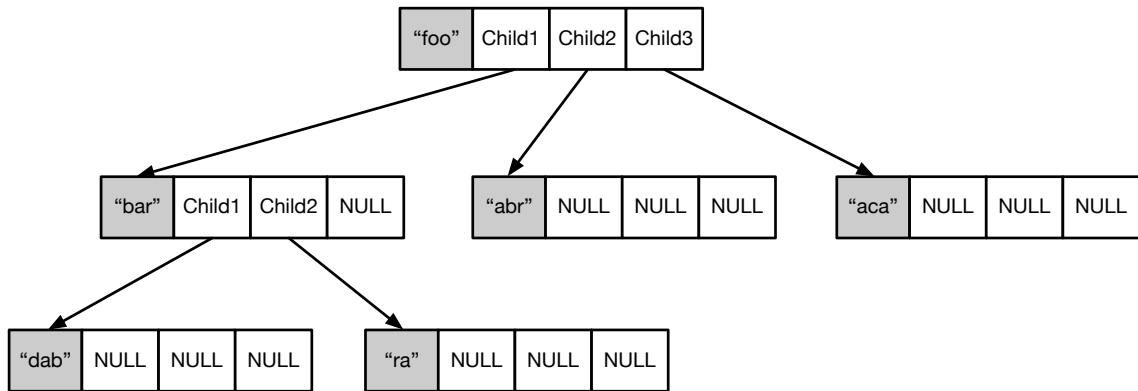 “foo” Child1 Child2 Child3
“bar” Child1 Child2 NULL
“abr” NULL NULL NULL
“aca” NULL NULL NULL
“dab” NULL NULL NULL
“ra” NULL NULL NULL